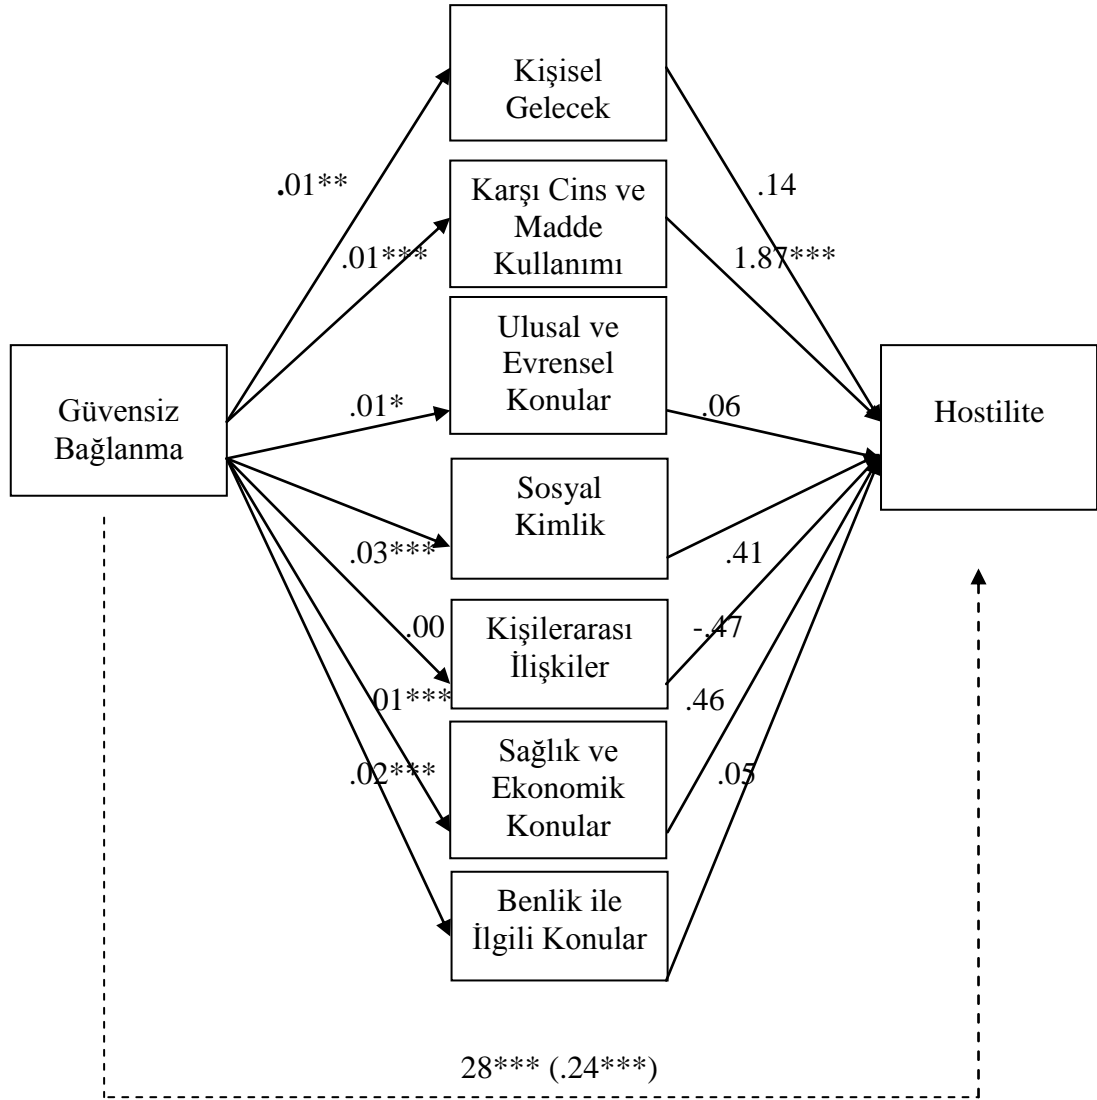 Kişisel
Gelecek
.01**
.14
Karşı Cins ve
Madde
Kullanımı
.01***
1.87***
Ulusal ve
Evrensel
Konular
Güvensiz
Bağlanma
.01*
.06
Hostilite
Sosyal
Kimlik
.03***
.41
Kişilerarası
İlişkiler
.00
-.47
01***
.46
Sağlık ve
Ekonomik
Konular
.02***
.05
Benlik ile
İlgili Konular
28*** (.24***)